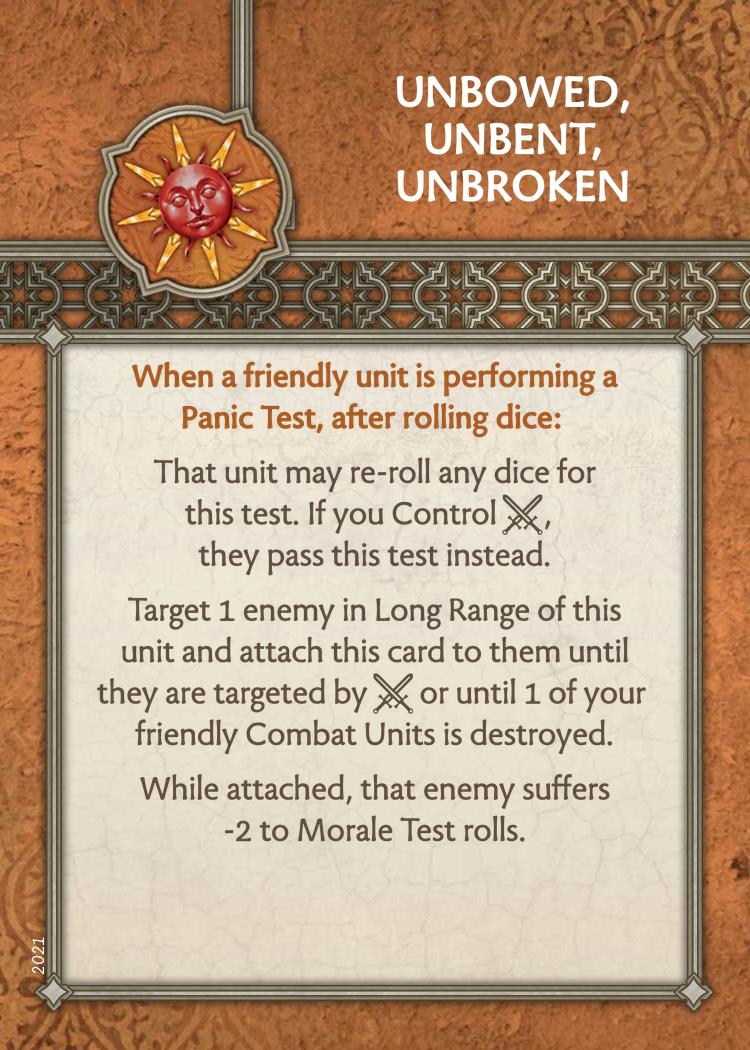 UNBOWED,
UNBENT,
UNBROKEN
When a friendly unit is performing a
Panic Test, after rolling dice:
That unit may re-roll any dice for
this test. If you Control ,
they pass this test instead.
Target 1 enemy in Long Range of this
unit and attach this card to them until
they are targeted by or until 1 of your
friendly Combat Units is destroyed.
While attached, that enemy suffers
-2 to Morale Test rolls.
2021